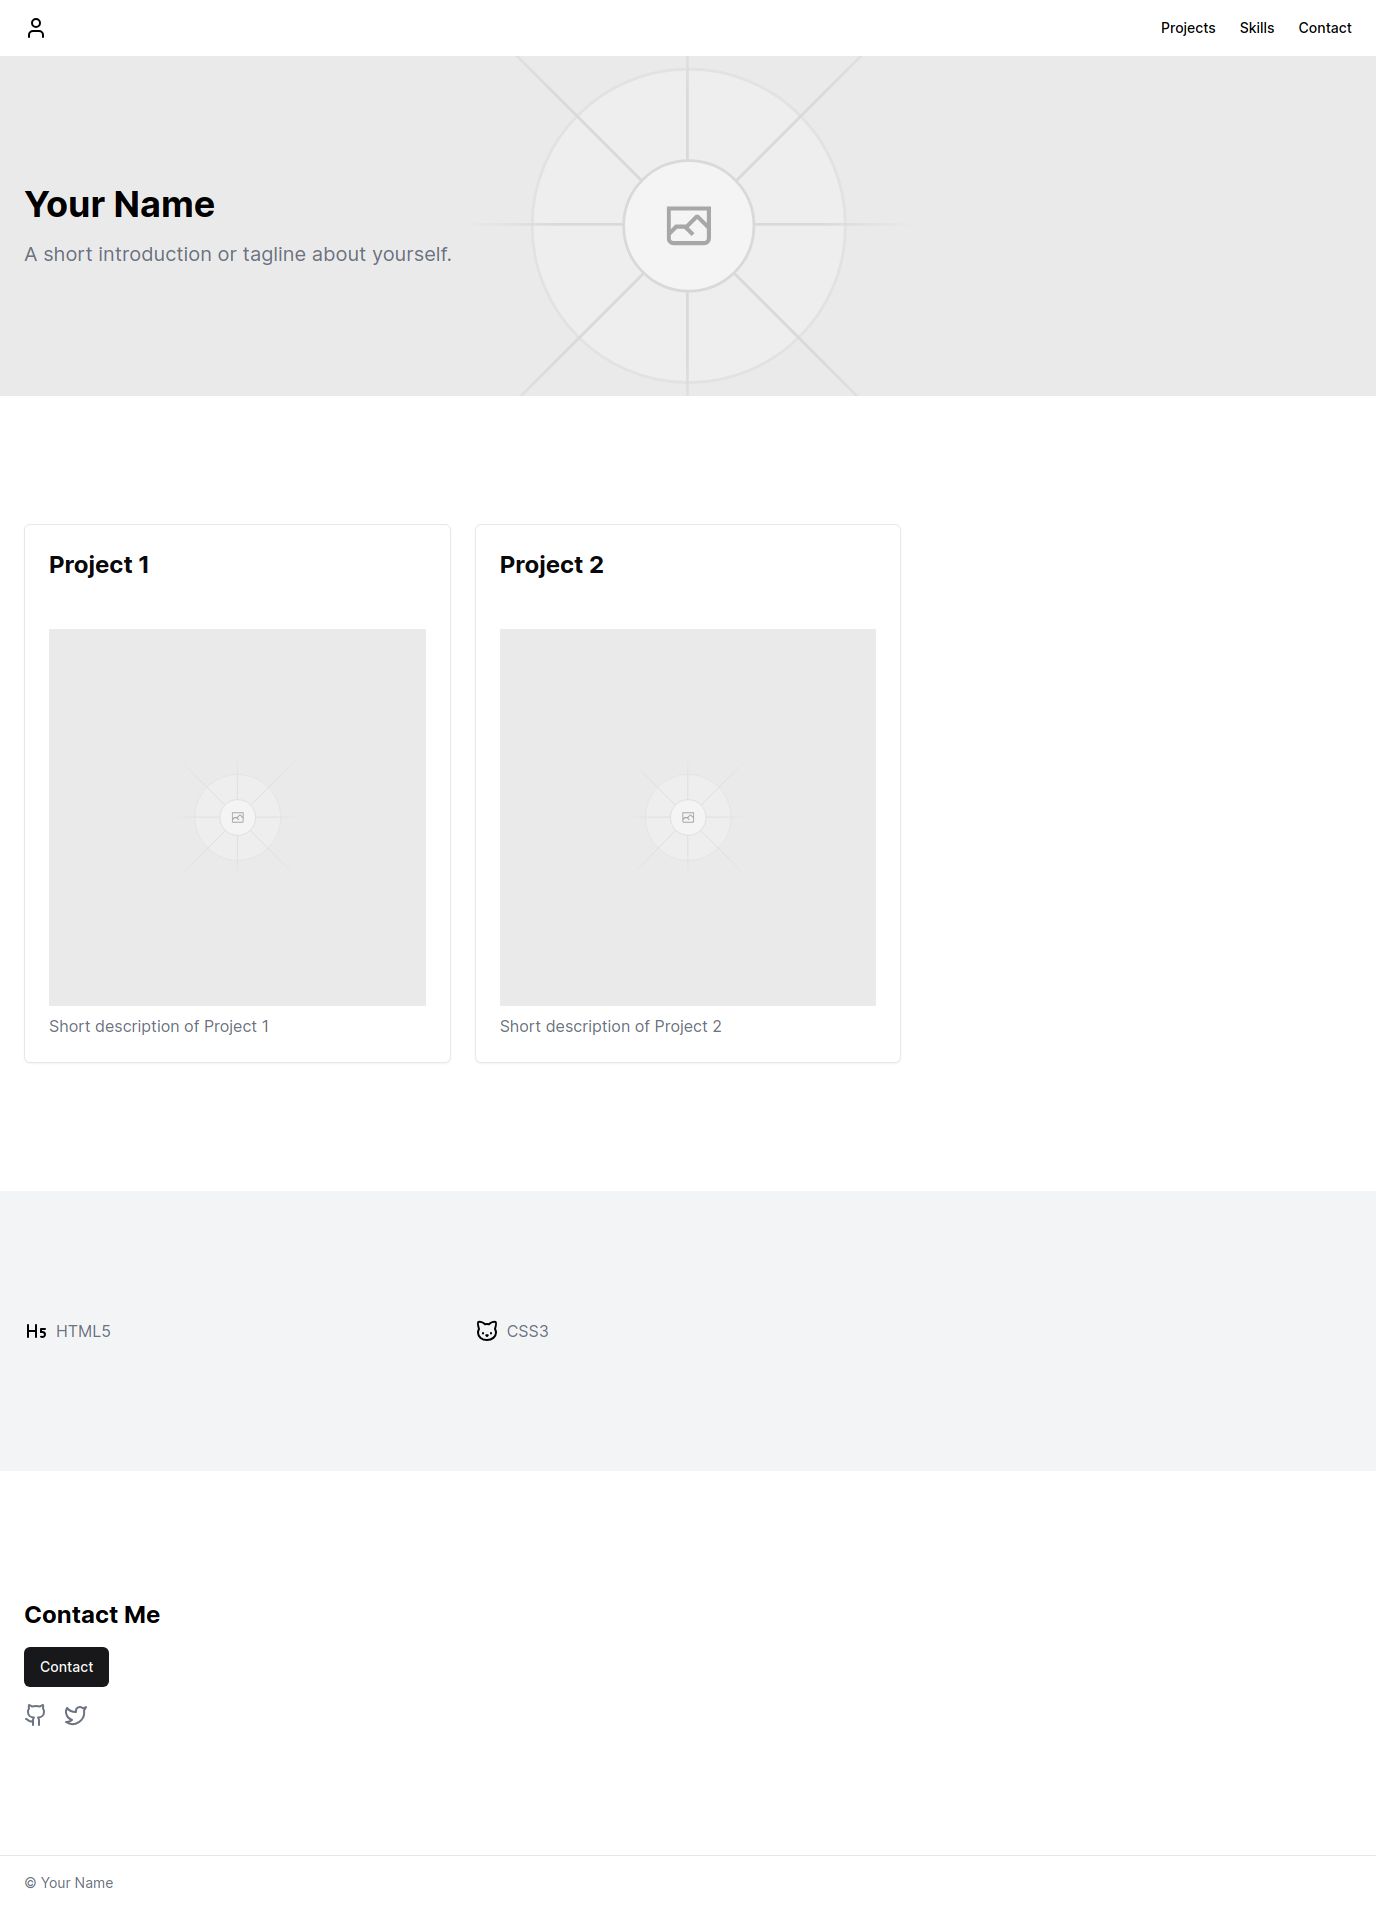 Projects Skills Contact
Your Name
A short introduction or tagline about yourself.
Project 1
Short description of Project 1
Project 2
Short description of Project 2
H5 HTML5
CSS3
Contact Me
Contact
© Your Name